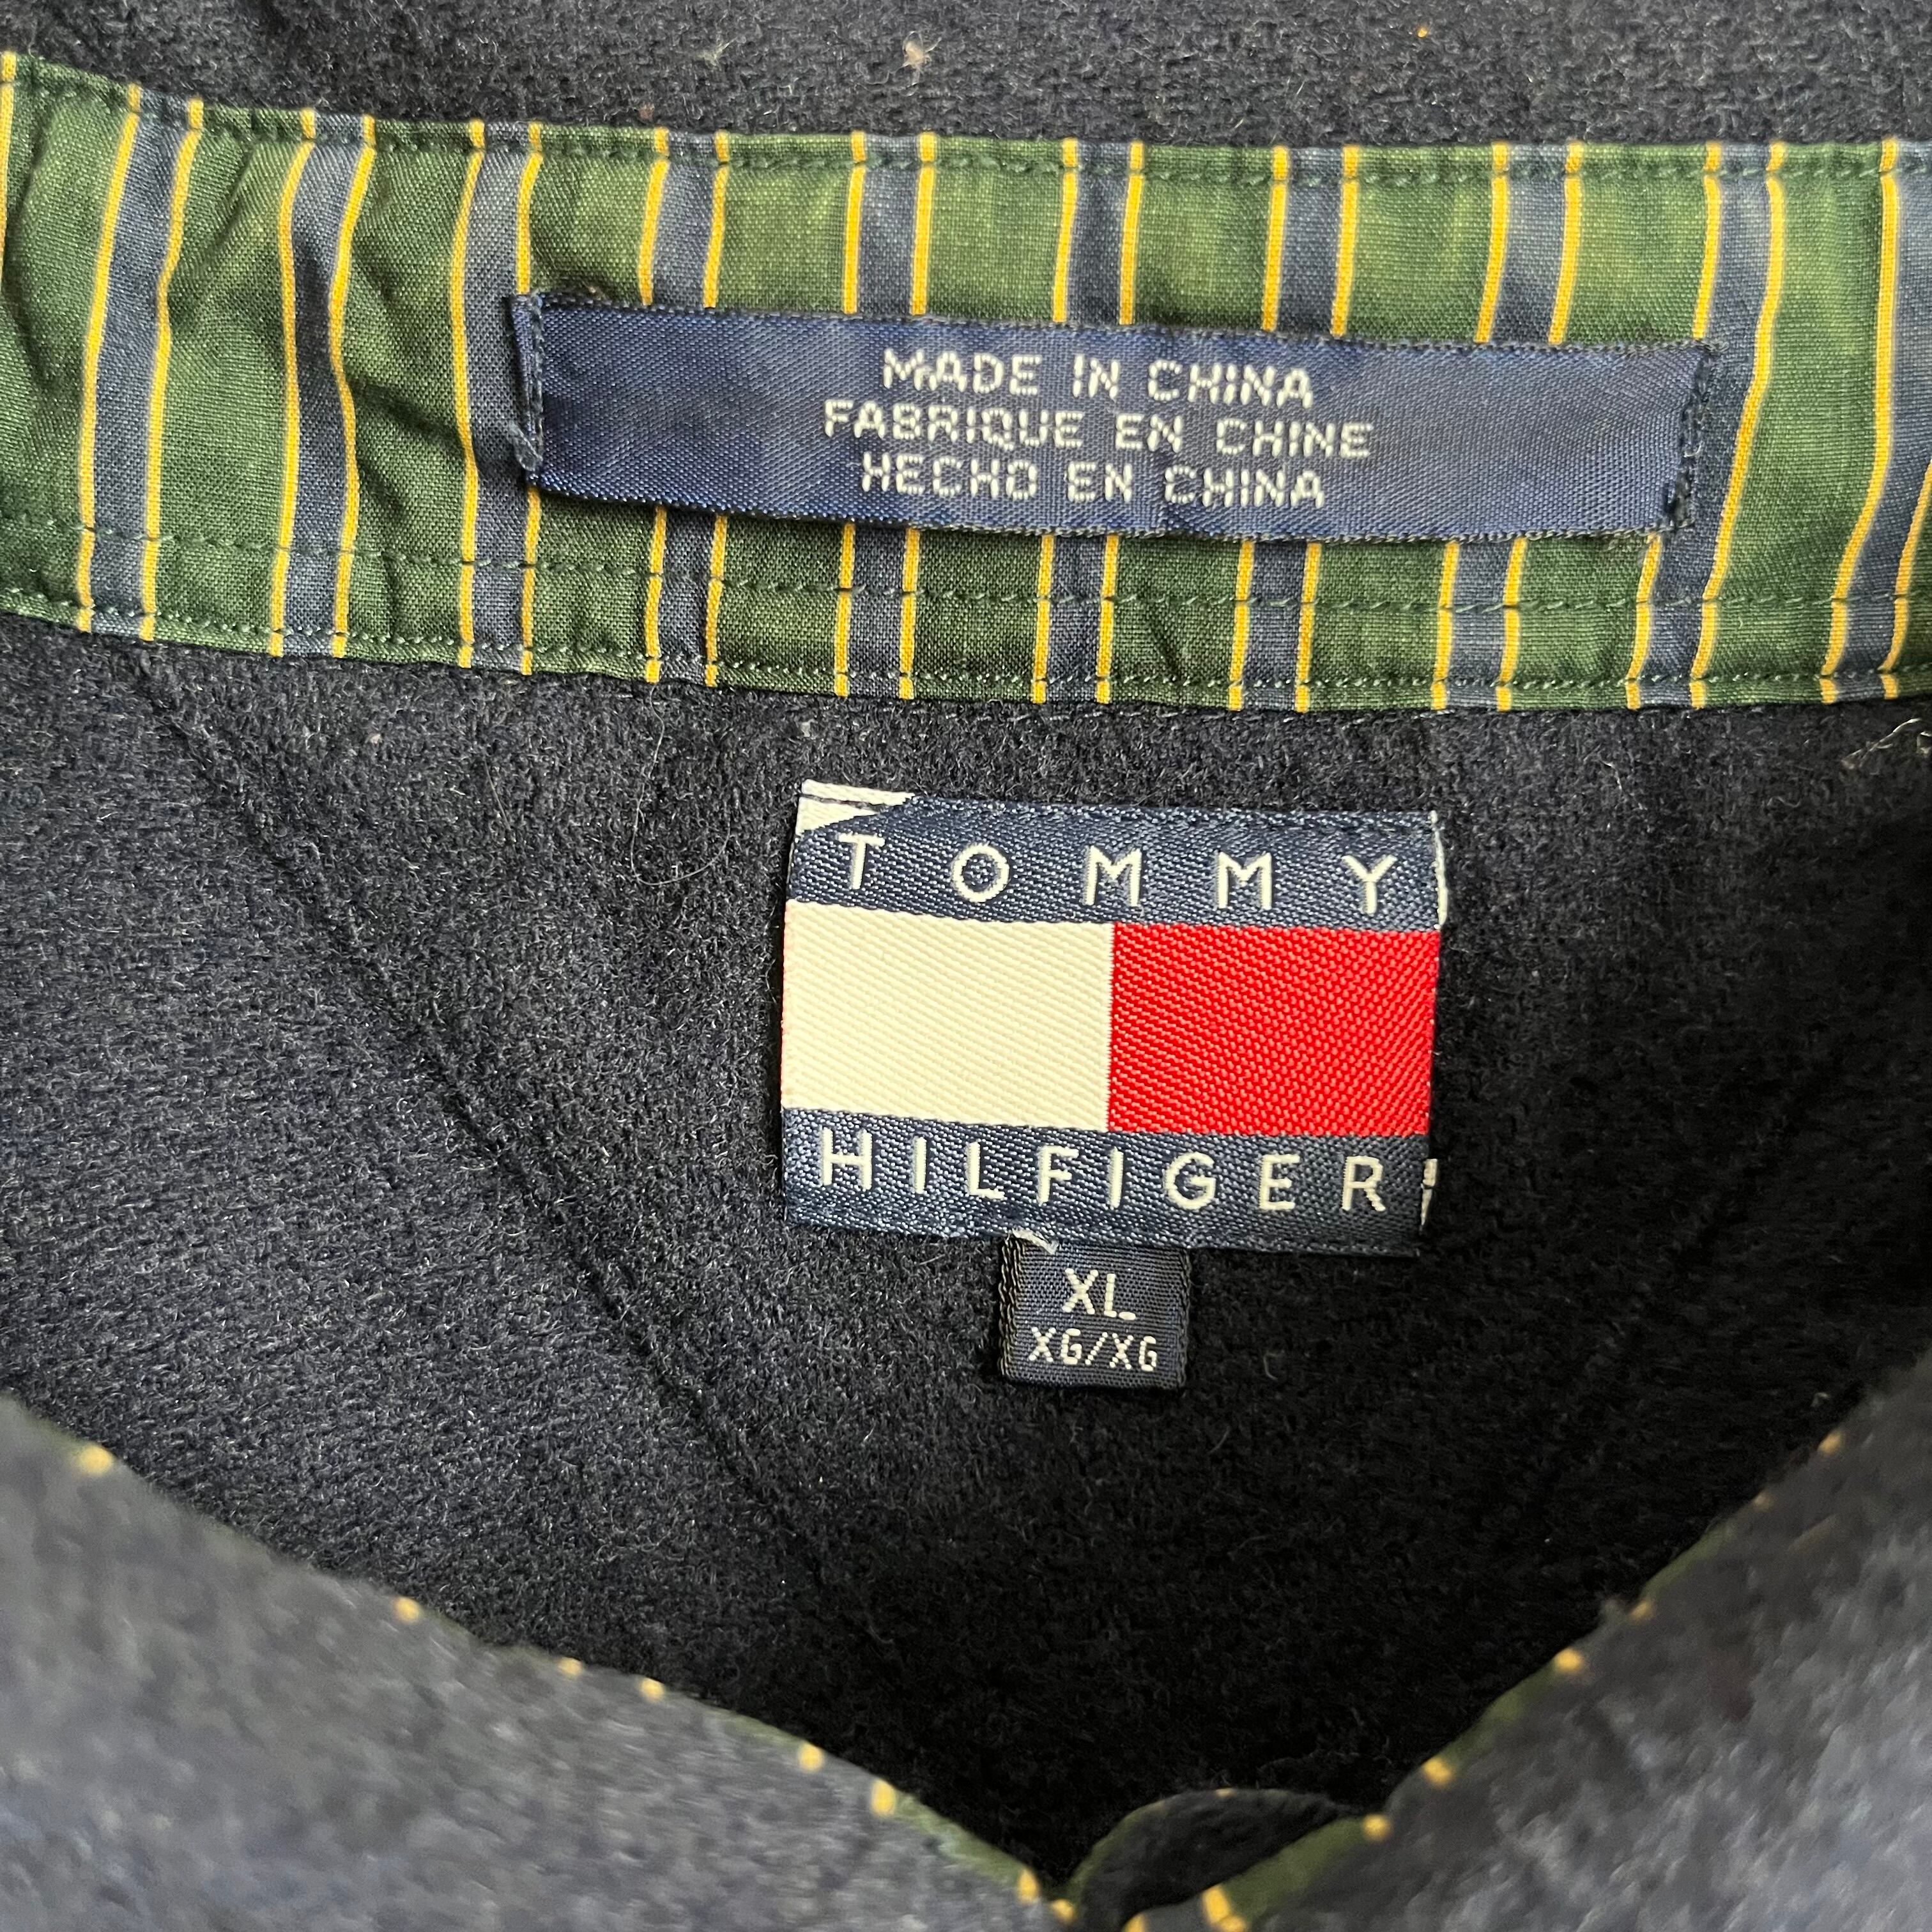 MADE IN CHINA
FABRIQUE EN CHINE
HECHO EN CHINA
TOMMY
HILFIGER
XL
XG/XG